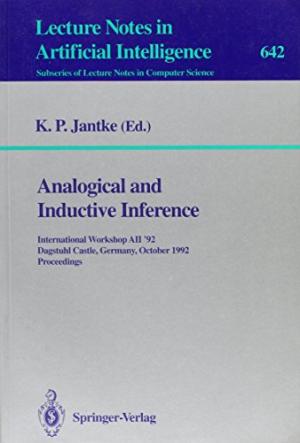 Lecture Notes in
Artificial Intelligence 642
Subseries of Lecture Notes in Computer Science
K. P. Jantke (Ed.)
Analogical and
Inductive Inference
International Workshop AII '92
Dagstuhl Castle, Germany, October 1992
Proceedings
Springer-Verlag